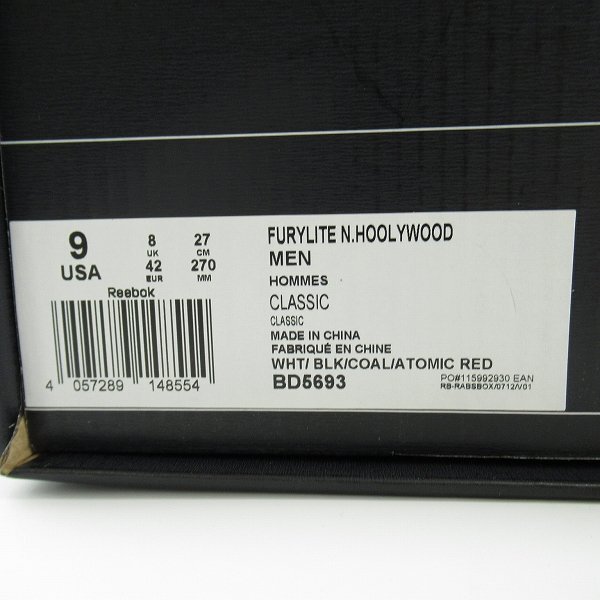 9 8 27
UK CM
USA 42 270
EUR MM
Reebok
4 057289 148554
FURYLITE N.HOOLYWOOD
MEN
HOMMES
CLASSIC
CLASSIC
MADE IN CHINA
FABRIQUÉ EN CHINE
WHT/ BLK/COAL/ATOMIC RED
BD5693
PO#115992930 EAN
RB-RABSBOX/0712/V01